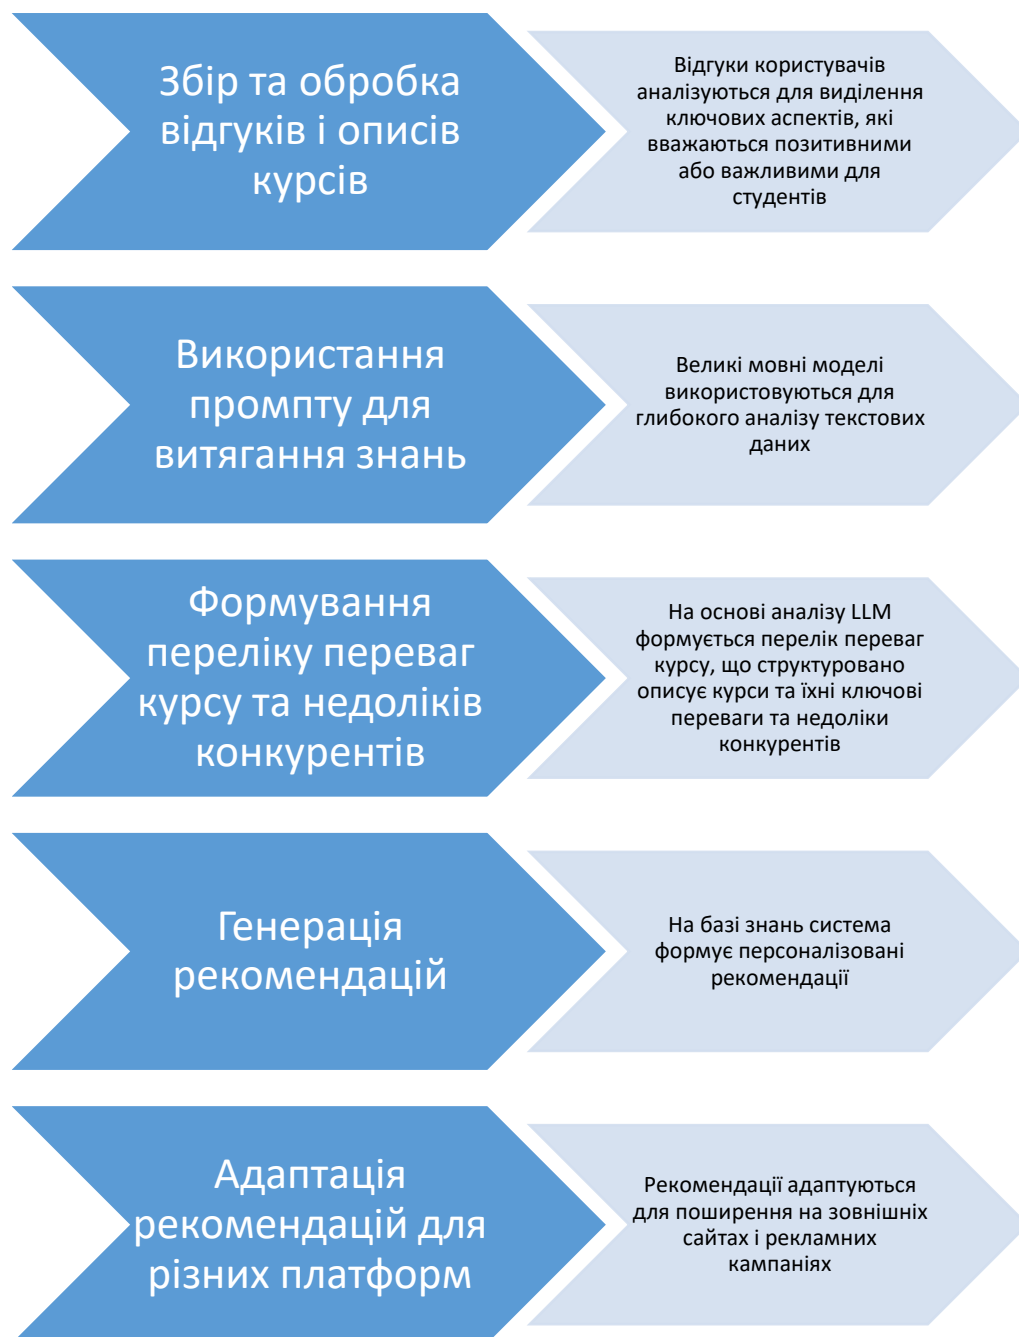 Збір та обробка
відгуків і описів
курсів
Відгуки користувачів
аналізуються для виділення
ключових аспектів, які
вважаються позитивними
або важливими для
студентів
Використання
промпту для
витягання знань
Великі мовні моделі
використовуються для
глибокого аналізу текстових
даних
Формування
переліку переваг
курсу та недоліків
конкурентів
На основі аналізу LLM
формується перелік переваг
курсу, що структуровано
описує курси та їхні ключові
переваги та недоліки
конкурентів
Генерація
рекомендацій
На базі знань система
формує персоналізовані
рекомендації
Адаптація
рекомендацій для
різних платформ
Рекомендації адаптуються
для поширення на зовнішніх
сайтах і рекламних
кампаніях